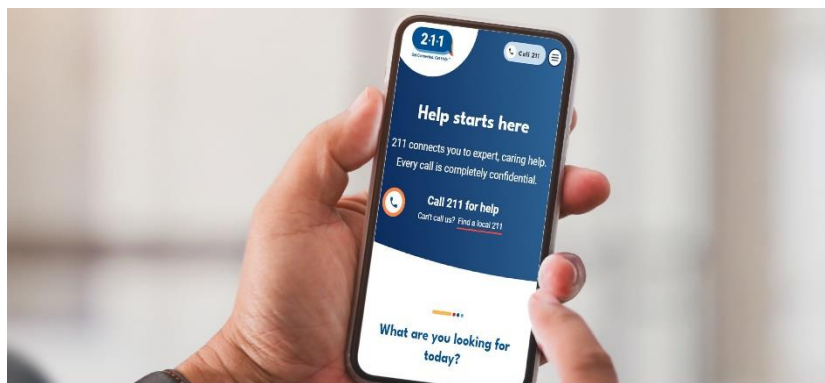 2·1·1
Call 211
Help starts here
211 connects you to expert, caring help.
Every call is completely confidential.
Call 211 for help
Can't call us? Find a local 211
What are you looking for
today?